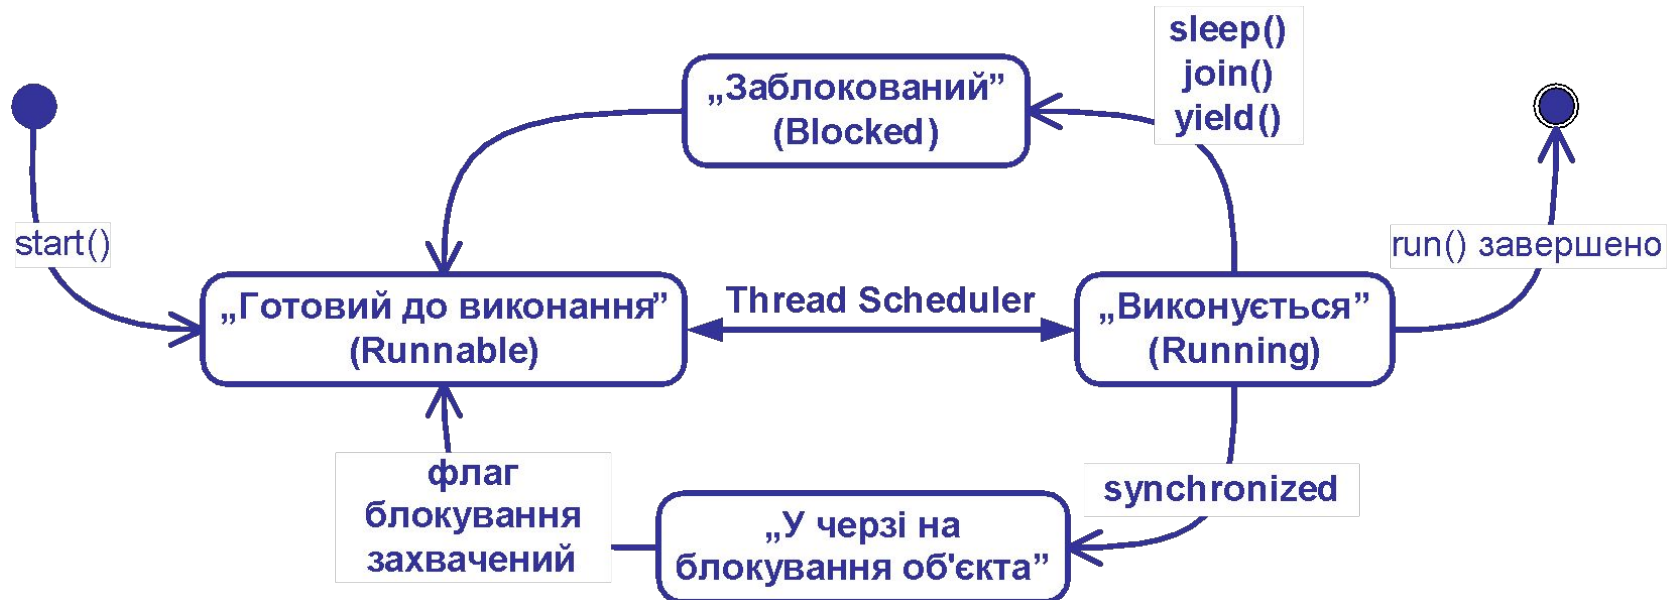 sleep()
join()
yield()
„Заблокований”
(Blocked)
start()
run() завершено
„Готовий до виконання”
(Runnable)
Thread Scheduler
„Виконується”
(Running)
флаг
блокування
захвачений
synchronized
„У черзі на
блокування об'єкта”